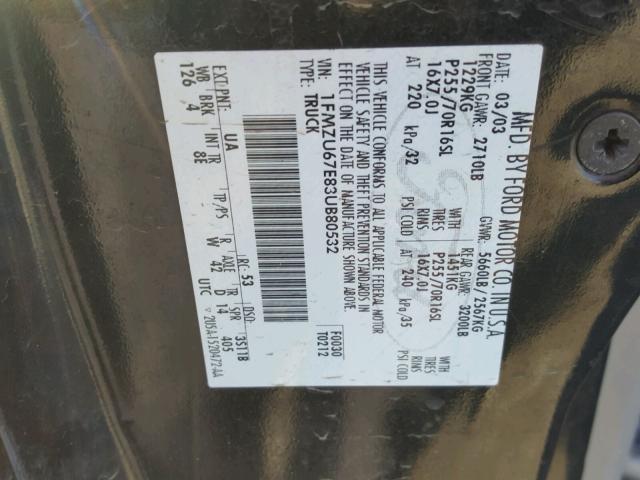 MFD. BY FORD MOTOR CO. IN U.S.A.
03/03 GVWR: 5660LB/2567KG
FRONT GAWR: 2710LB REAR GAWR: 3200LB
1229KG WITH 1451KG WITH
P255/70R16SL TIRES P255/70R16SL TIRES
16X7.0J RIMS 16X7.0J RIMS
AT 220 kPa/32 PSI COLD AT 240 kPa/35 PSI COLD
THIS VEHICLE CONFORMS TO ALL APPLICABLE FEDERAL MOTOR
VEHICLE SAFETY AND THEFT PREVENTION STANDARDS IN
EFFECT ON THE DATE OF MANUFACTURE SHOWN ABOVE.
VIN: 1FMZU67E83UB80532 F0030
TYPE: TRUCK T0212
EXT PNT: UA RC: 53 DSO: 3S11B
WB BRK INT TR TP/PS R AXLE TR SPR
126 4 8E W 42 D 14 405
UTC